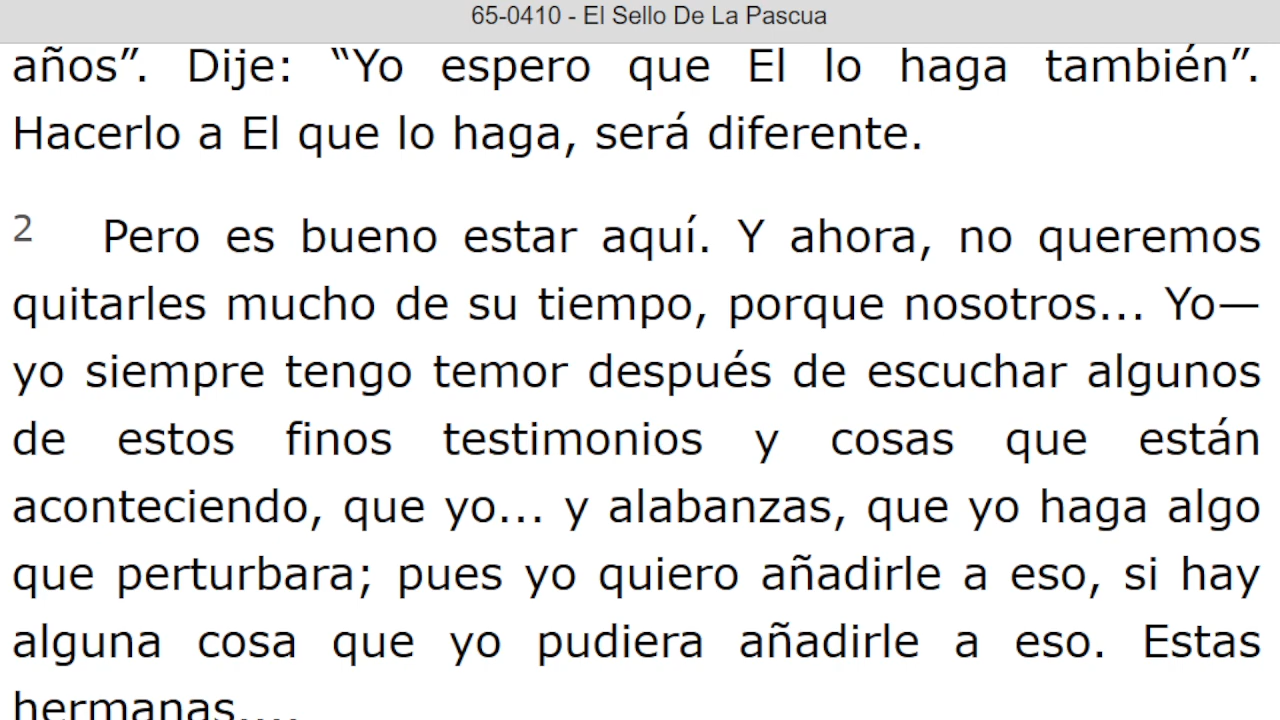 65-0410 - El Sello De La Pascua
años”. Dije: “Yo espero que El lo haga también”.
Hacerlo a El que lo haga, será diferente.
2 Pero es bueno estar aquí. Y ahora, no queremos
quitarles mucho de su tiempo, porque nosotros... Yo—
yo siempre tengo temor después de escuchar algunos
de estos finos testimonios y cosas que están
aconteciendo, que yo... y alabanzas, que yo haga algo
que perturbara; pues yo quiero añadirle a eso, si hay
alguna cosa que yo pudiera añadirle a eso. Estas
hermanas....